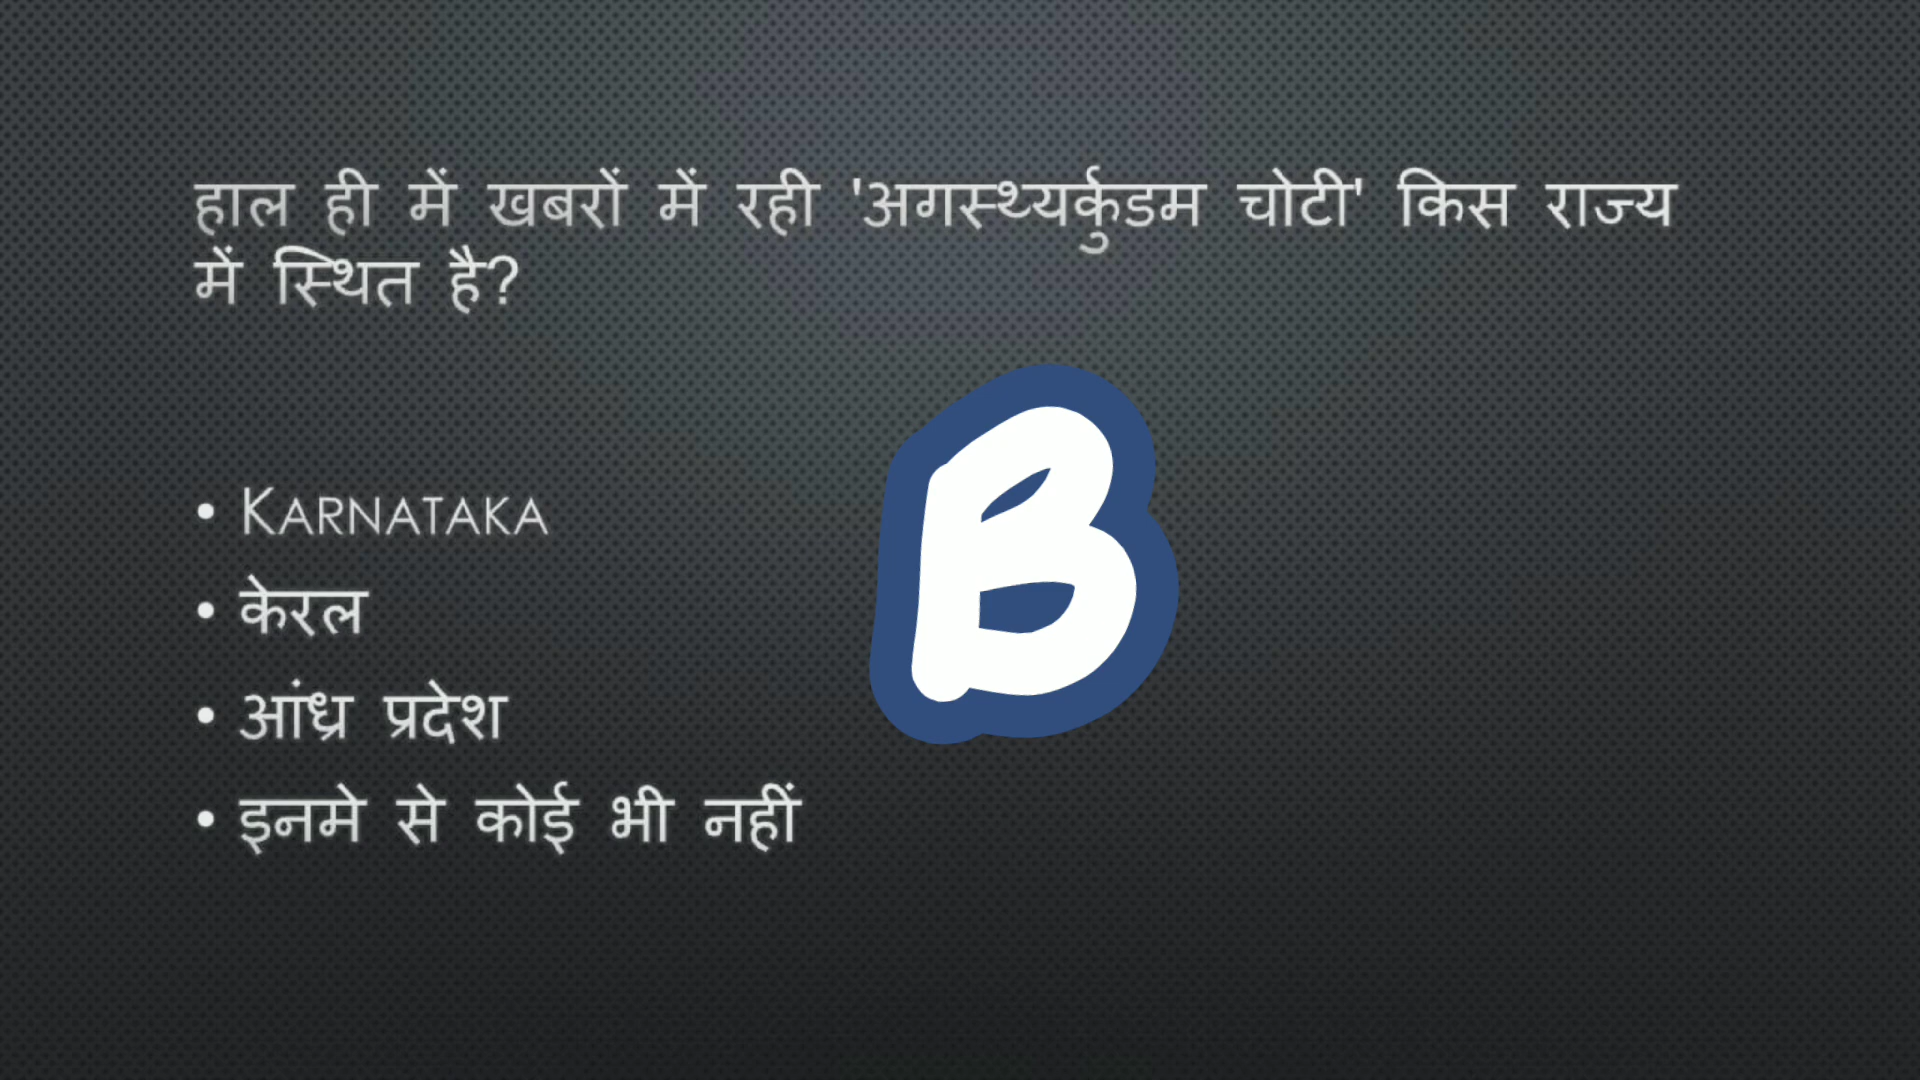 हाल ही में खबरों में रही 'अगस्थ्यर्कुडम चोटी' किस राज्य
में स्थित है?
• KARNATAKA
• केरल
• आंध्र प्रदेश
• इनमे से कोई भी नहीं
B